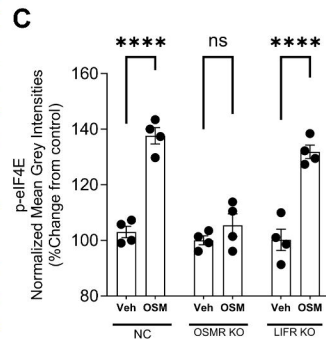 C
**** ns ****
p-eIF4E
Normalized Mean Grey Intensities
(%Change from control)
160
140
120
100
80
Veh OSM Veh OSM Veh OSM
NC OSMR KO LIFR KO